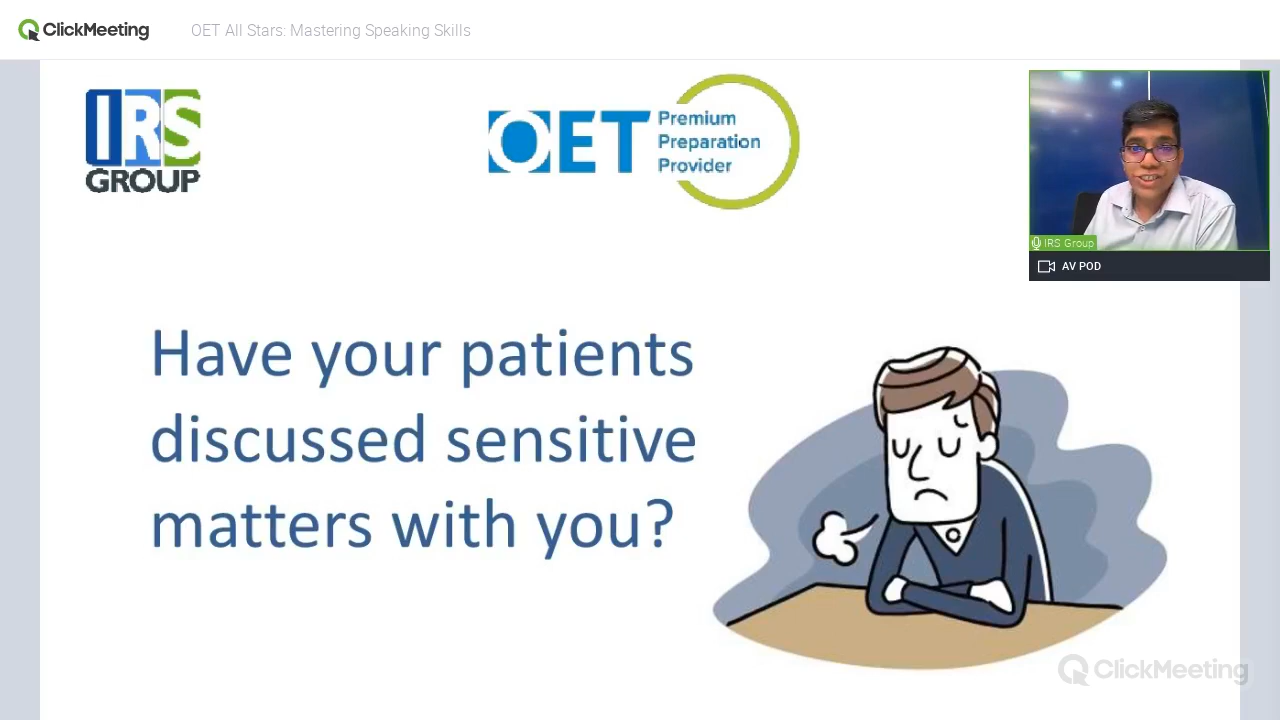 ClickMeeting
OET All Stars: Mastering Speaking Skills
IRS
GROUP
OET
Premium
Preparation
Provider
IRS Group
AV POD
Have your patients
discussed sensitive
matters with you?
ClickMeeting